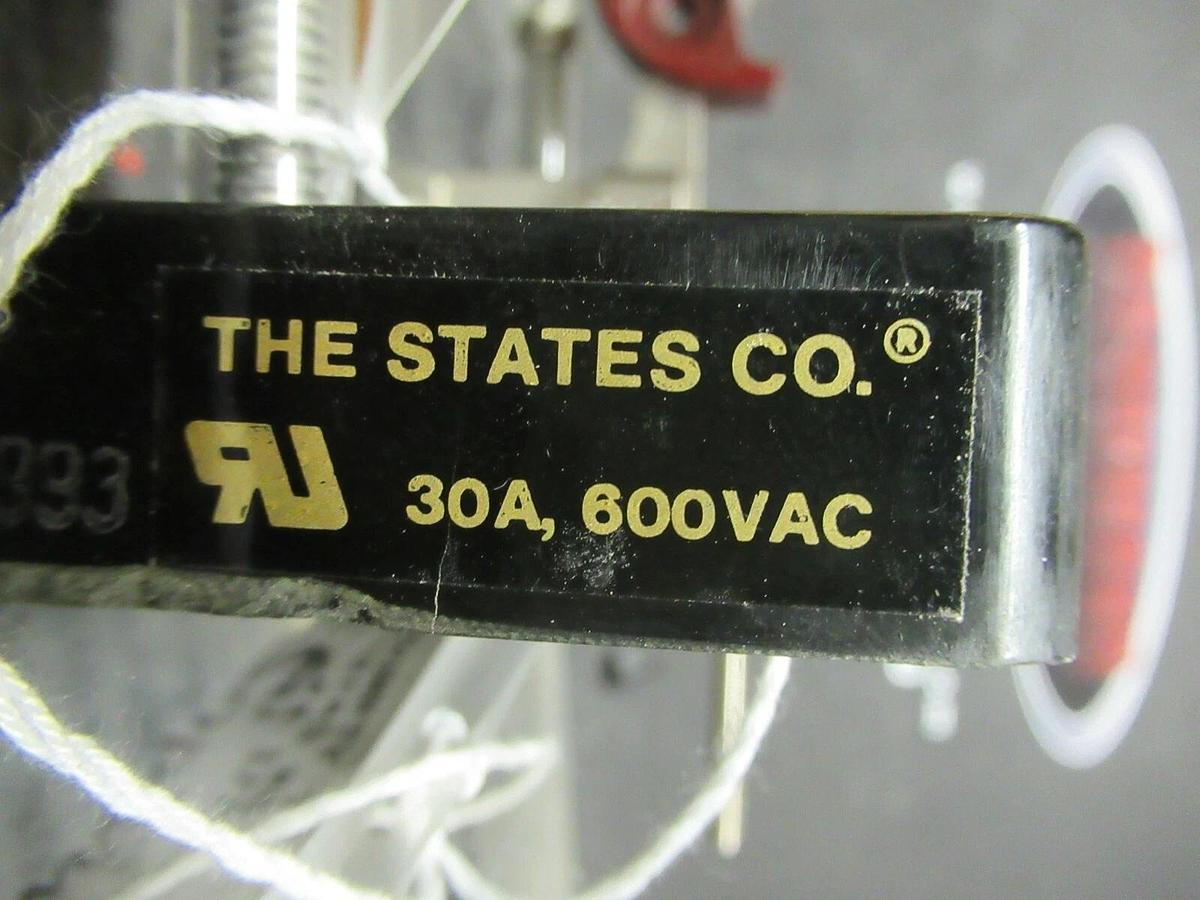 THE STATES CO.®
30A, 600VAC